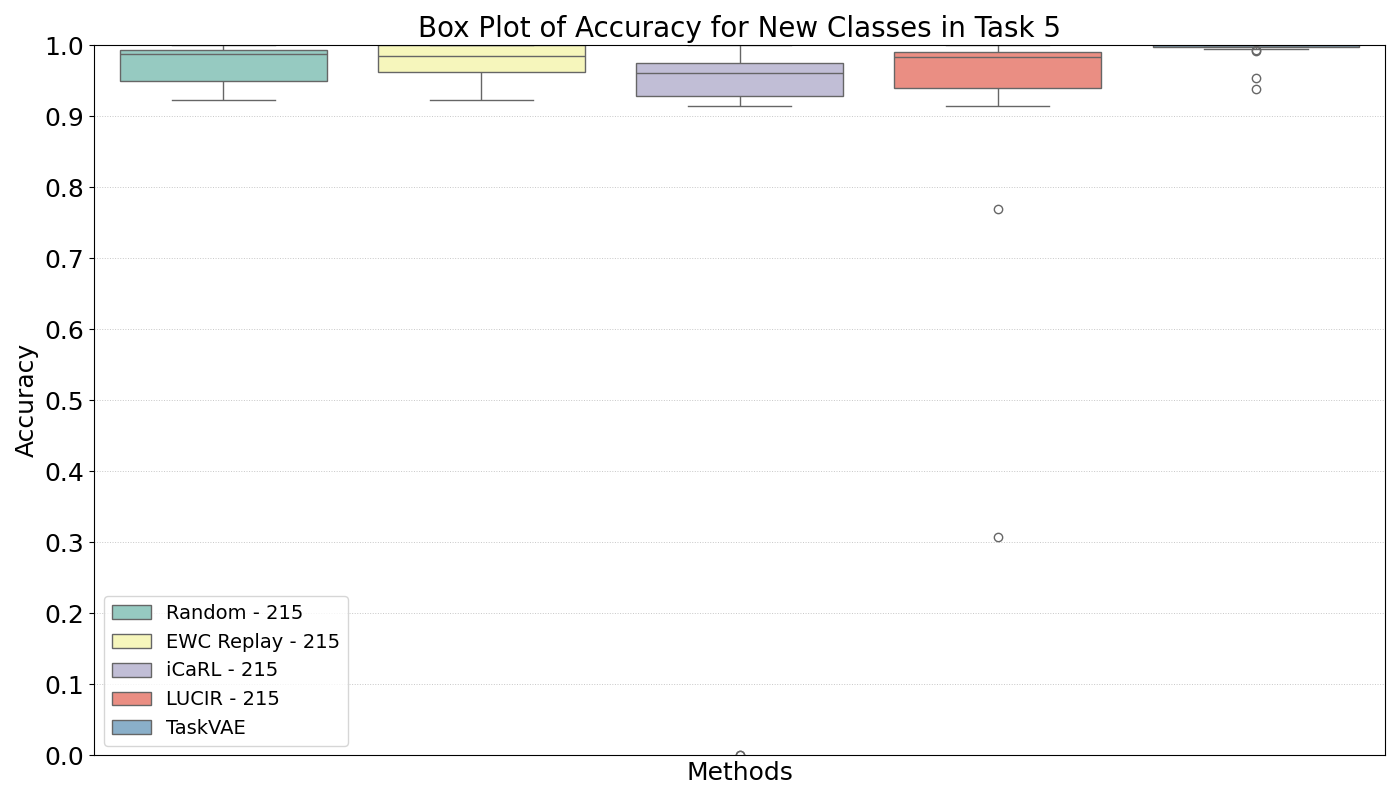 Box Plot of Accuracy for New Classes in Task 5
1.0
0.9
0.8
0.7
0.6
0.5
0.4
0.3
0.2
0.1
0.0
Accuracy
Random - 215
EWC Replay - 215
iCaRL - 215
LUCIR - 215
TaskVAE
Methods